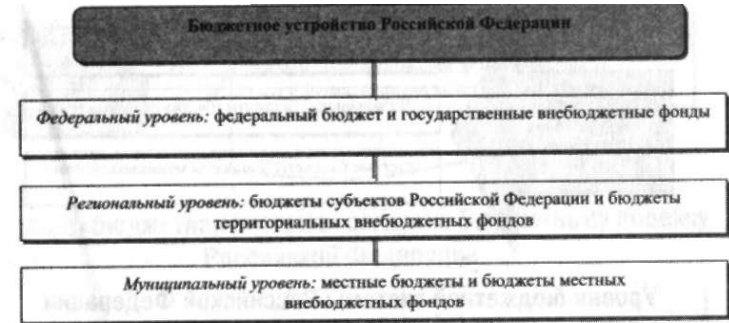 Бюджетное устройство Российской Федерации
Федеральный уровень: федеральный бюджет и государственные внебюджетные фонды
Региональный уровень: бюджеты субъектов Российской Федерации и бюджеты
территориальных внебюджетных фондов
Муниципальный уровень: местные бюджеты и бюджеты местных
внебюджетных фондов